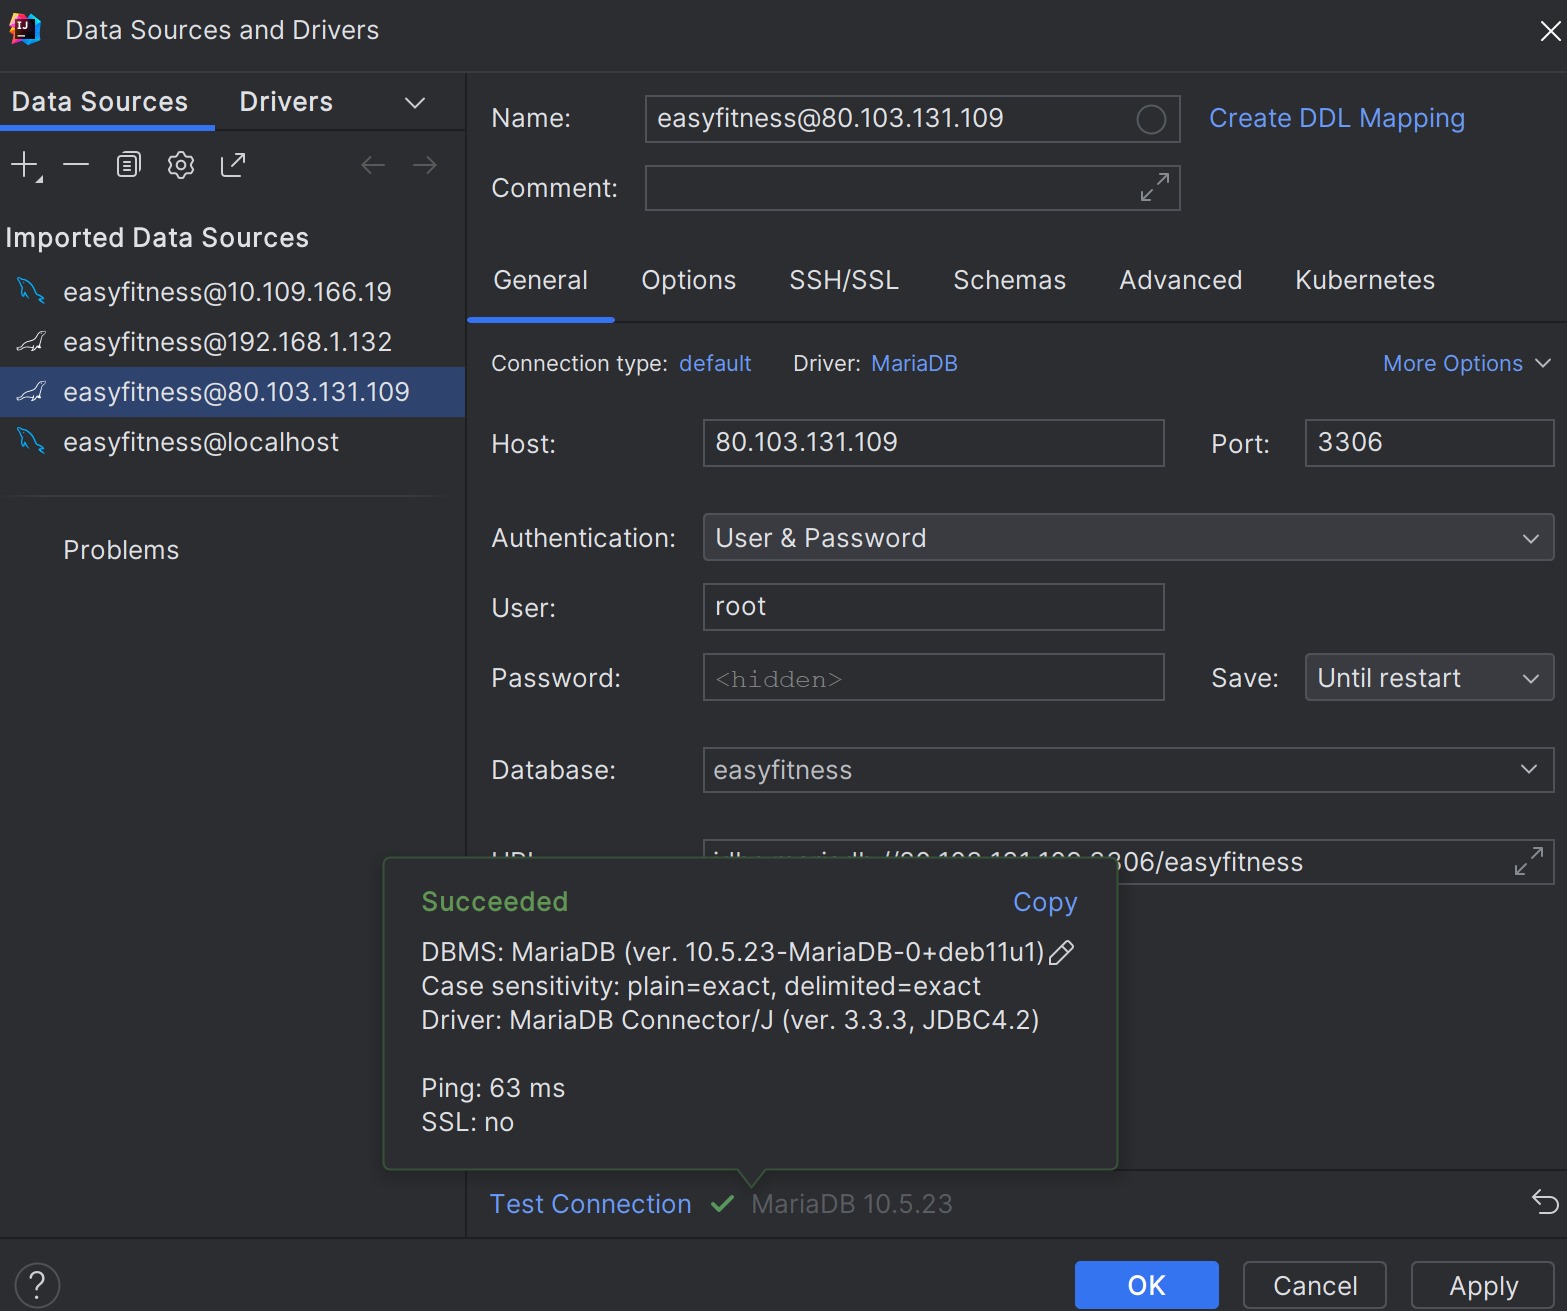 Data Sources and Drivers
Data Sources
Drivers
Imported Data Sources
easyfitness@10.109.166.19
easyfitness@192.168.1.132
easyfitness@80.103.131.109
easyfitness@localhost
Problems
Name: easyfitness@80.103.131.109 Create DDL Mapping
Comment:
General Options SSH/SSL Schemas Advanced Kubernetes
Connection type: default Driver: MariaDB More Options
Host: 80.103.131.109 Port: 3306
Authentication: User & Password
User: root
Password: <hidden> Save: Until restart
Database: easyfitness
06/easyfitness
Succeeded Copy
DBMS: MariaDB (ver. 10.5.23-MariaDB-0+deb11u1)
Case sensitivity: plain=exact, delimited=exact
Driver: MariaDB Connector/J (ver. 3.3.3, JDBC4.2)
Ping: 63 ms
SSL: no
Test Connection MariaDB 10.5.23
? OK Cancel Apply